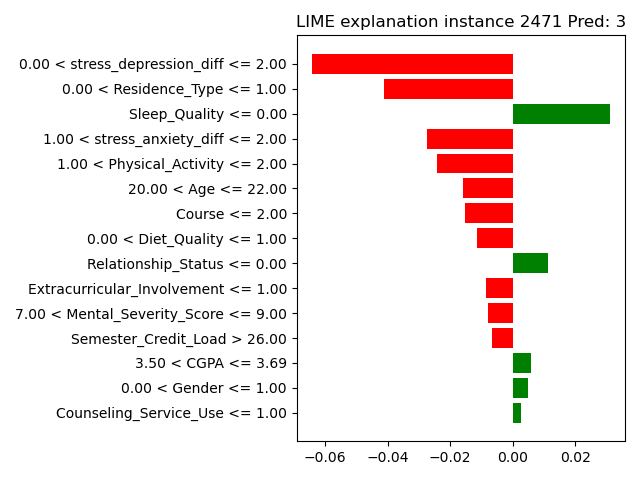 LIME explanation instance 2471 Pred: 3
0.00 < stress_depression_diff <= 2.00
0.00 < Residence_Type <= 1.00
Sleep_Quality <= 0.00
1.00 < stress_anxiety_diff <= 2.00
1.00 < Physical_Activity <= 2.00
20.00 < Age <= 22.00
Course <= 2.00
0.00 < Diet_Quality <= 1.00
Relationship_Status <= 0.00
Extracurricular_Involvement <= 1.00
7.00 < Mental_Severity_Score <= 9.00
Semester_Credit_Load > 26.00
3.50 < CGPA <= 3.69
0.00 < Gender <= 1.00
Counseling_Service_Use <= 1.00
−0.06 −0.04 −0.02 0.00 0.02